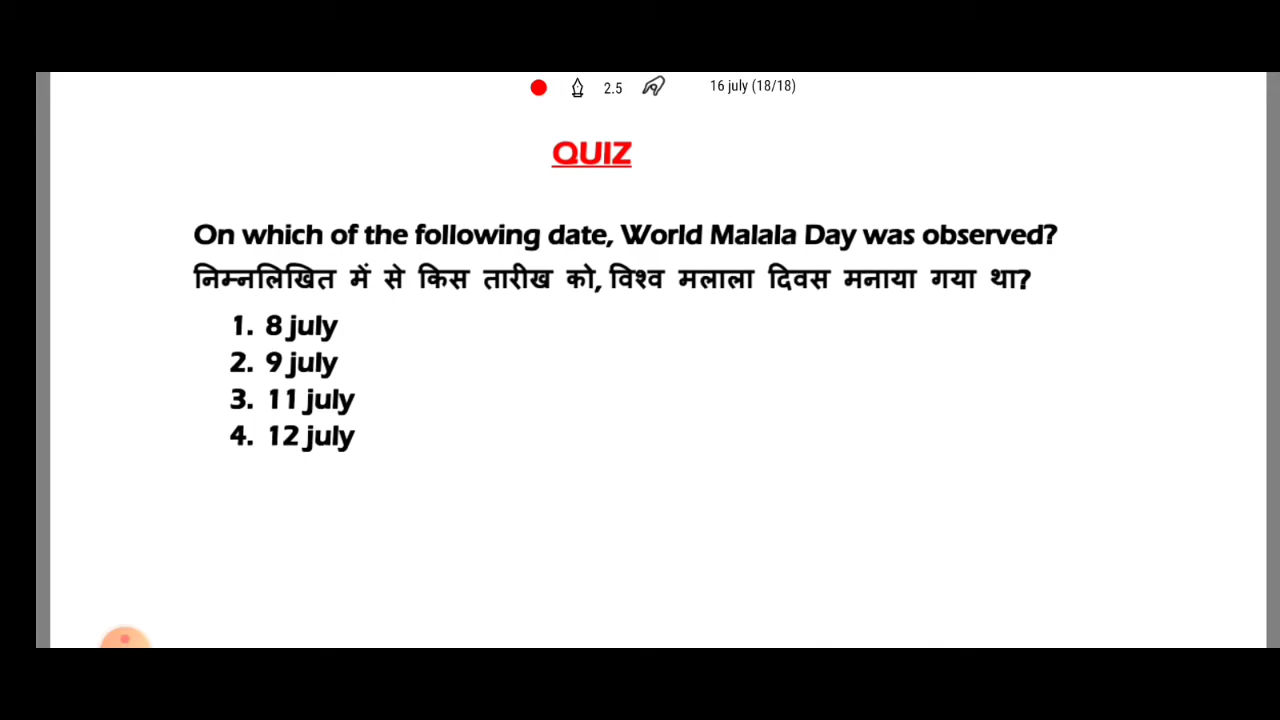 2.5 16 july (18/18)
QUIZ
On which of the following date, World Malala Day was observed?
निम्नलिखित में से किस तारीख को, विश्व मलाला दिवस मनाया गया था?
1. 8 july
2. 9 july
3. 11 july
4. 12 july